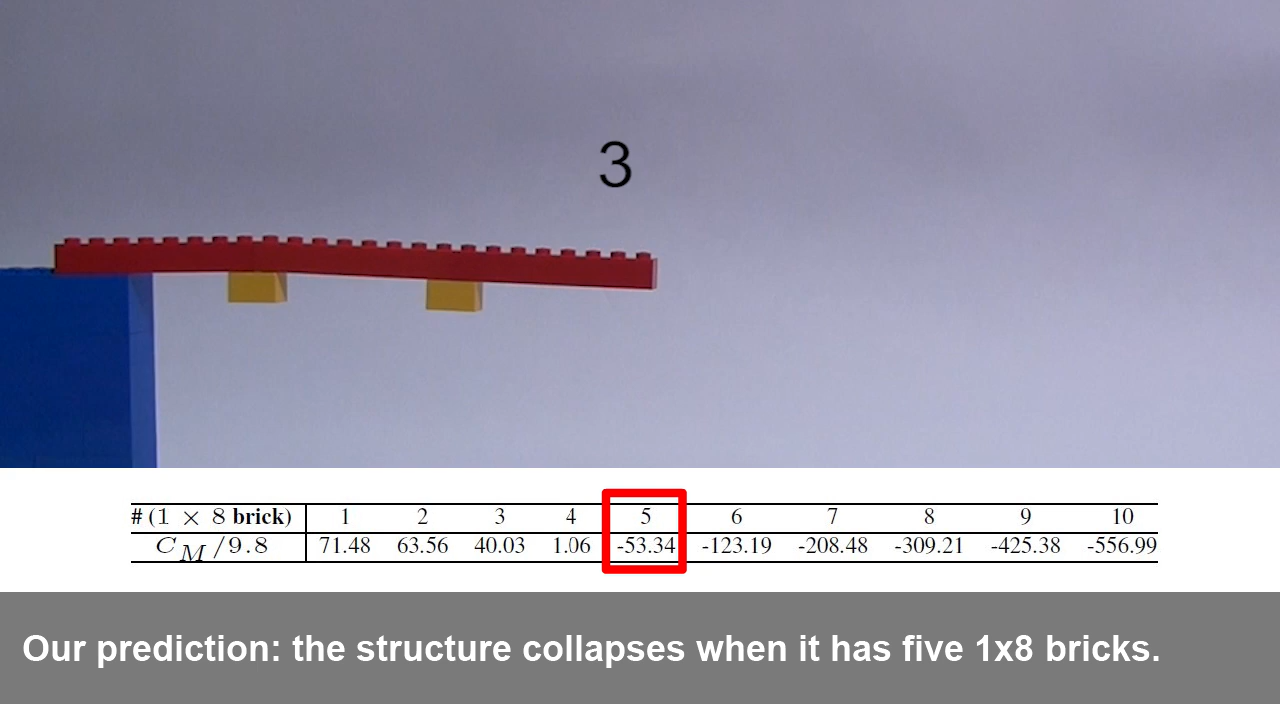 3
# (1 × 8 brick) 1 2 3 4 5 6 7 8 9 10
C_M/9.8 71.48 63.56 40.03 1.06 -53.34 -123.19 -208.48 -309.21 -425.38 -556.99
Our prediction: the structure collapses when it has five 1x8 bricks.